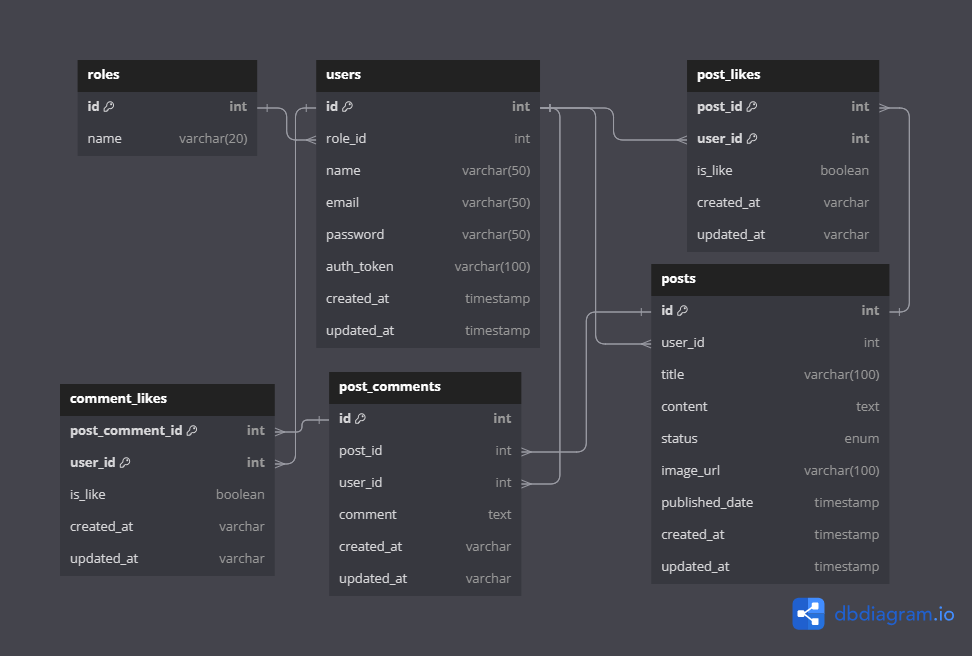 roles
id int
name varchar(20)
users
id int
role_id int
name varchar(50)
email varchar(50)
password varchar(50)
auth_token varchar(100)
created_at timestamp
updated_at timestamp
post_likes
post_id int
user_id int
is_like boolean
created_at varchar
updated_at varchar
posts
id int
user_id int
title varchar(100)
content text
status enum
image_url varchar(100)
published_date timestamp
created_at timestamp
updated_at timestamp
comment_likes
post_comment_id int
user_id int
is_like boolean
created_at varchar
updated_at varchar
post_comments
id int
post_id int
user_id int
comment text
created_at varchar
updated_at varchar
dbdiagram.io